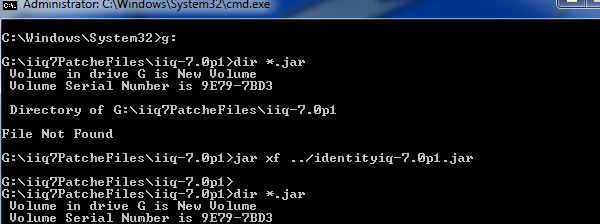 Administrator: C:\Windows\System32\cmd.exe
C:\Windows\System32>g:
G:\iiq7PatcheFiles\iiq-7.0p1>dir *.jar
Volume in drive G is New Volume
Volume Serial Number is 9E79-7BD3
Directory of G:\iiq7PatcheFiles\iiq-7.0p1
File Not Found
G:\iiq7PatcheFiles\iiq-7.0p1>jar xf ../identityiq-7.0p1.jar
G:\iiq7PatcheFiles\iiq-7.0p1>
G:\iiq7PatcheFiles\iiq-7.0p1>dir *.jar
Volume in drive G is New Volume
Volume Serial Number is 9E79-7BD3